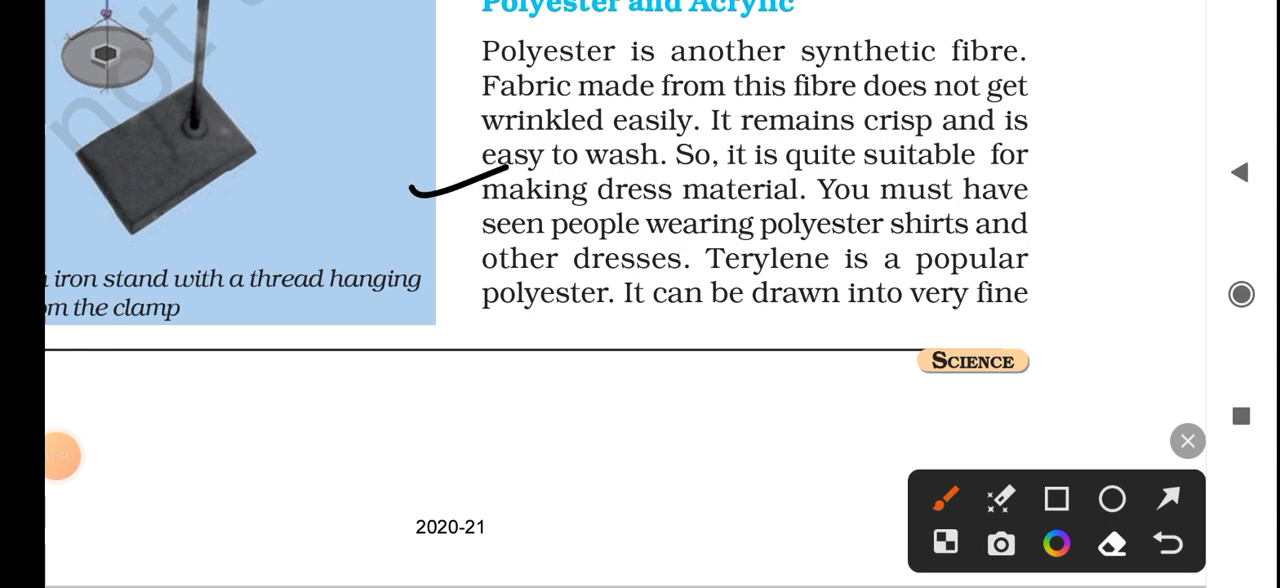 Polyester and Acrylic
Polyester is another synthetic fibre.
Fabric made from this fibre does not get
wrinkled easily. It remains crisp and is
easy to wash. So, it is quite suitable for
making dress material. You must have
seen people wearing polyester shirts and
other dresses. Terylene is a popular
polyester. It can be drawn into very fine
iron stand with a thread hanging
the clamp
SCIENCE
2020-21
not